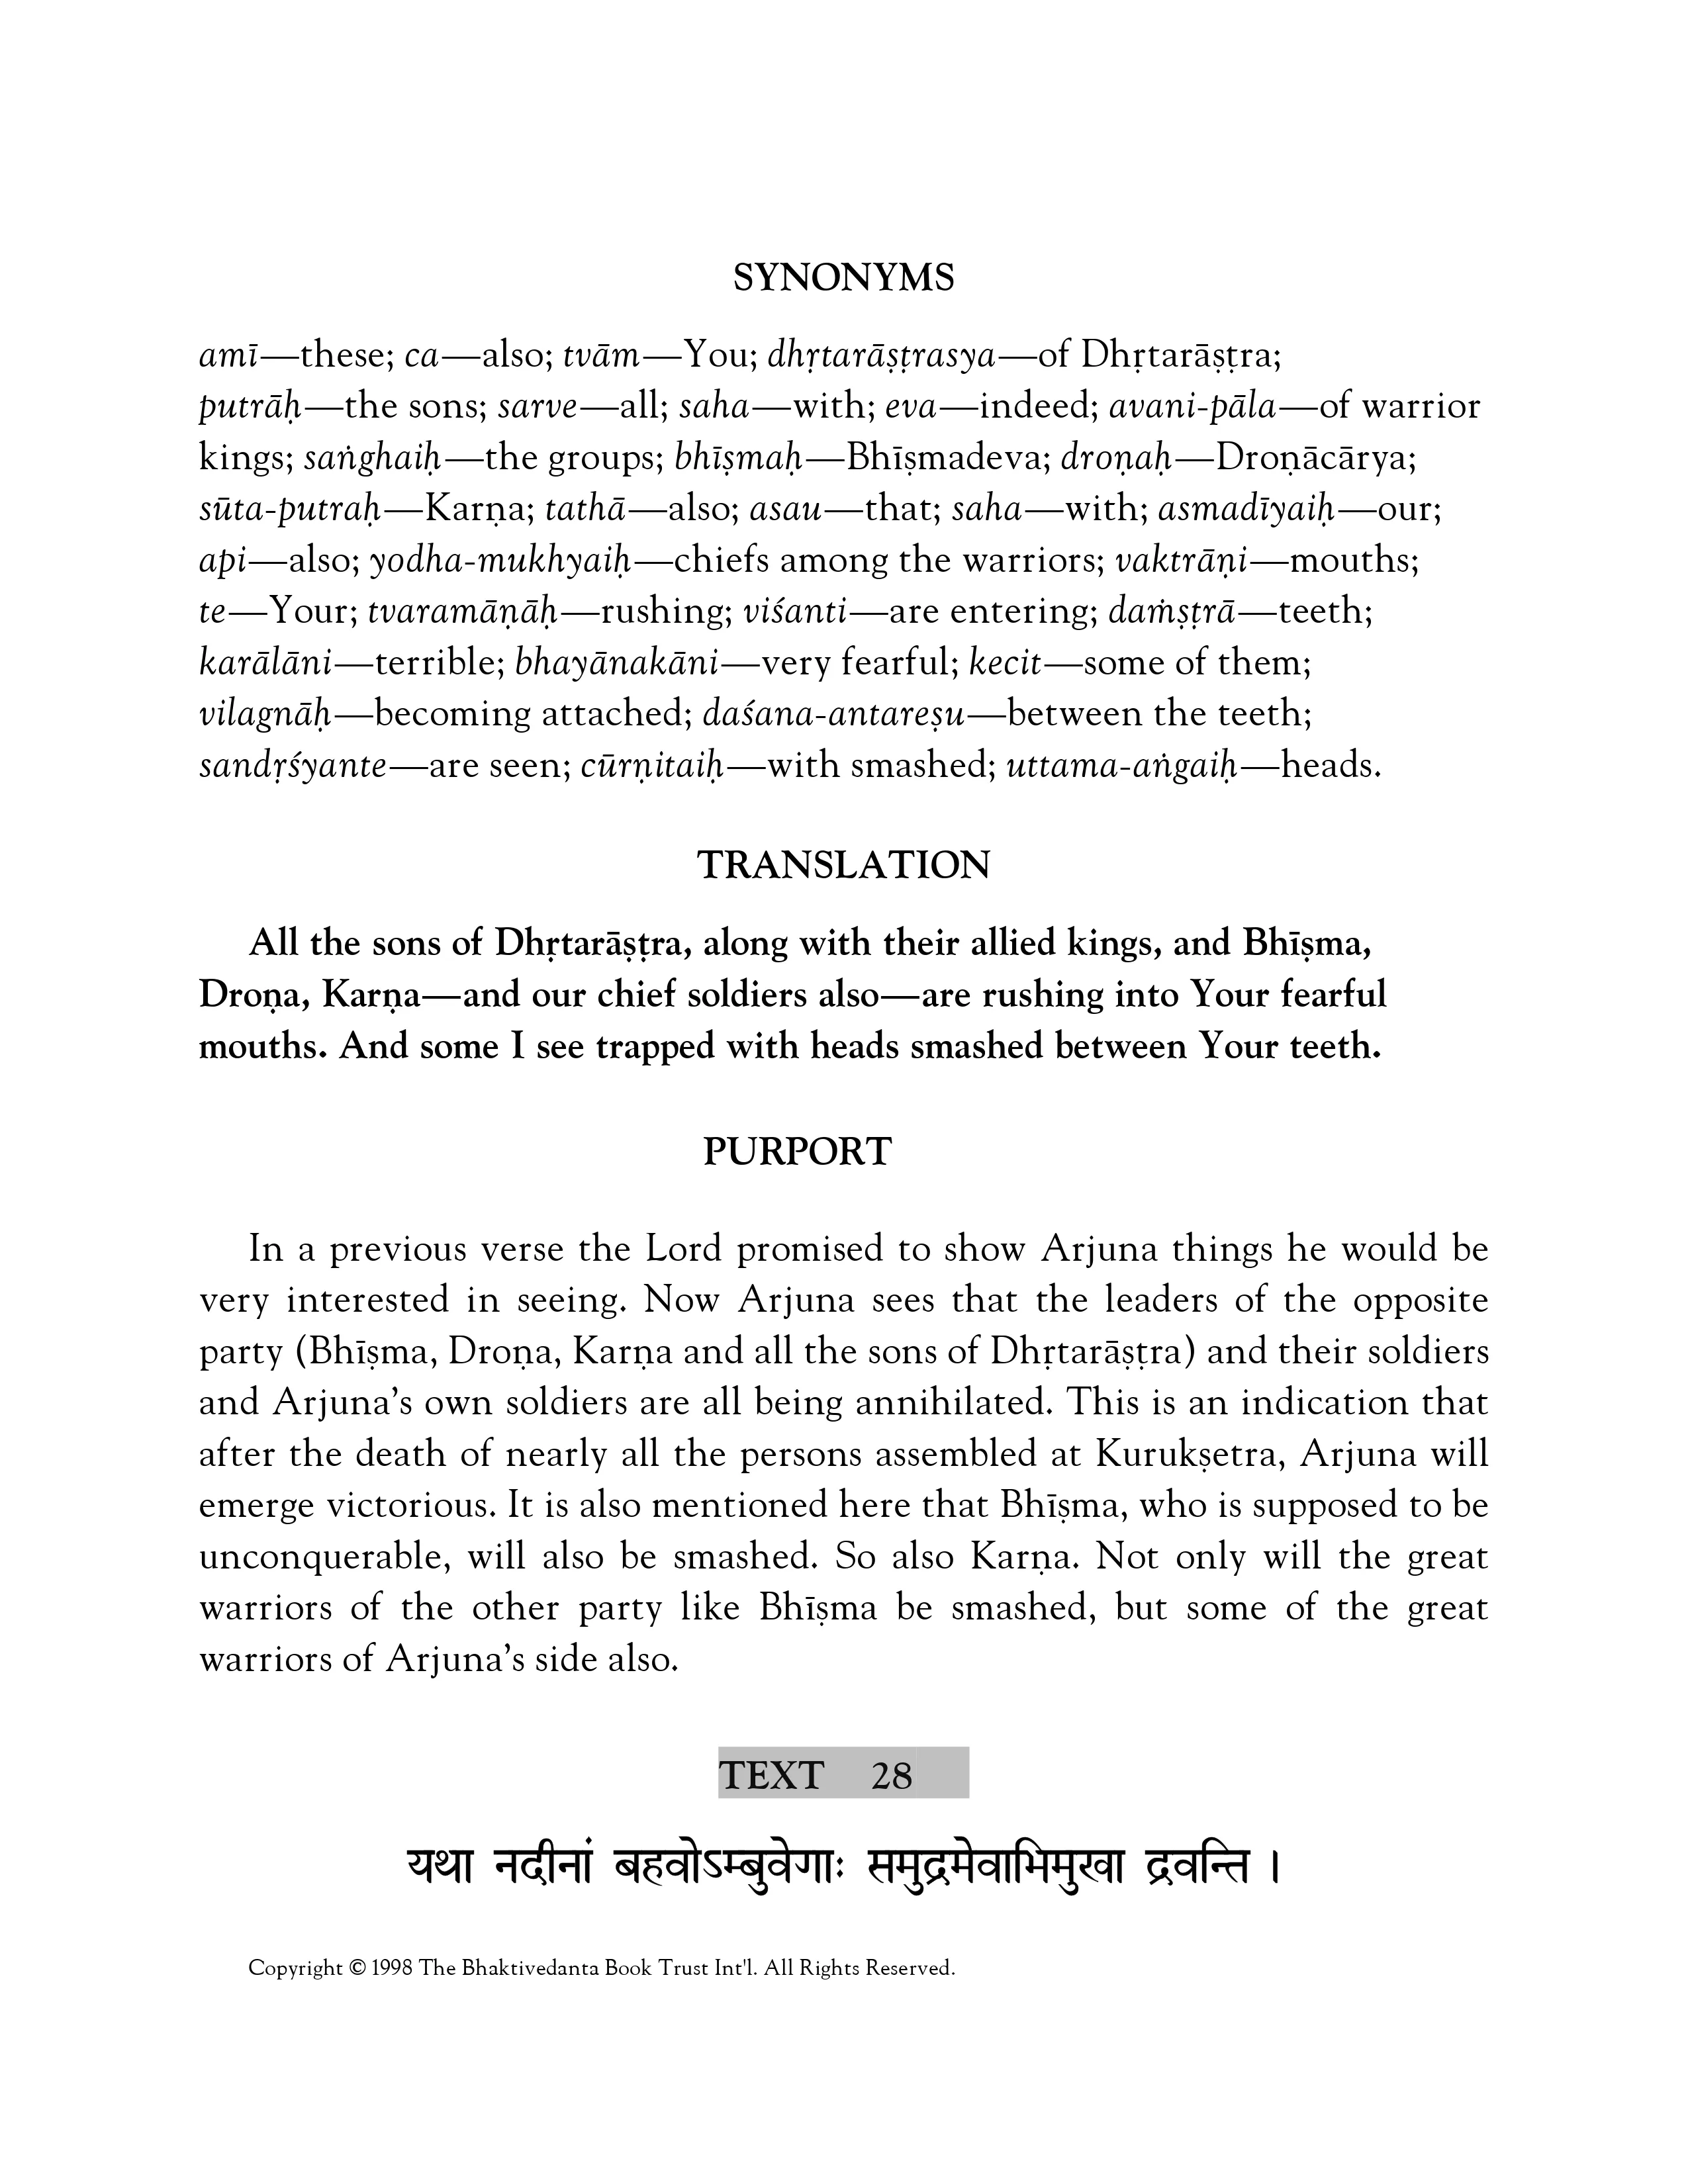 SYNONYMS
amī—these; ca—also; tvām—You; dhṛtarāṣṭrasya—of Dhṛtarāṣṭra;
putrāḥ—the sons; sarve—all; saha—with; eva—indeed; avani-pāla—of warrior
kings; saṅghaiḥ—the groups; bhīṣmaḥ—Bhīṣmadeva; droṇaḥ—Droṇācārya;
sūta-putraḥ—Karṇa; tathā—also; asau—that; saha—with; asmadīyaiḥ—our;
api—also; yodha-mukhyaiḥ—chiefs among the warriors; vaktrāṇi—mouths;
te—Your; tvaramāṇāḥ—rushing; viśanti—are entering; daṁṣṭrā—teeth;
karālāni—terrible; bhayānakāni—very fearful; kecit—some of them;
vilagnāḥ—becoming attached; daśana-antareṣu—between the teeth;
sandṛśyante—are seen; cūrṇitaiḥ—with smashed; uttama-aṅgaiḥ—heads.
TRANSLATION
All the sons of Dhṛtarāṣṭra, along with their allied kings, and Bhīṣma,
Droṇa, Karṇa—and our chief soldiers also—are rushing into Your fearful
mouths. And some I see trapped with heads smashed between Your teeth.
PURPORT
In a previous verse the Lord promised to show Arjuna things he would be
very interested in seeing. Now Arjuna sees that the leaders of the opposite
party (Bhīṣma, Droṇa, Karṇa and all the sons of Dhṛtarāṣṭra) and their soldiers
and Arjuna’s own soldiers are all being annihilated. This is an indication that
after the death of nearly all the persons assembled at Kurukṣetra, Arjuna will
emerge victorious. It is also mentioned here that Bhīṣma, who is supposed to be
unconquerable, will also be smashed. So also Karṇa. Not only will the great
warriors of the other party like Bhīṣma be smashed, but some of the great
warriors of Arjuna’s side also.
TEXT 28
यथा नदीनां बहवोऽम्बुवेगाः समुद्रमेवाभिमुखा द्रवन्ति ।
Copyright © 1998 The Bhaktivedanta Book Trust Int'l. All Rights Reserved.